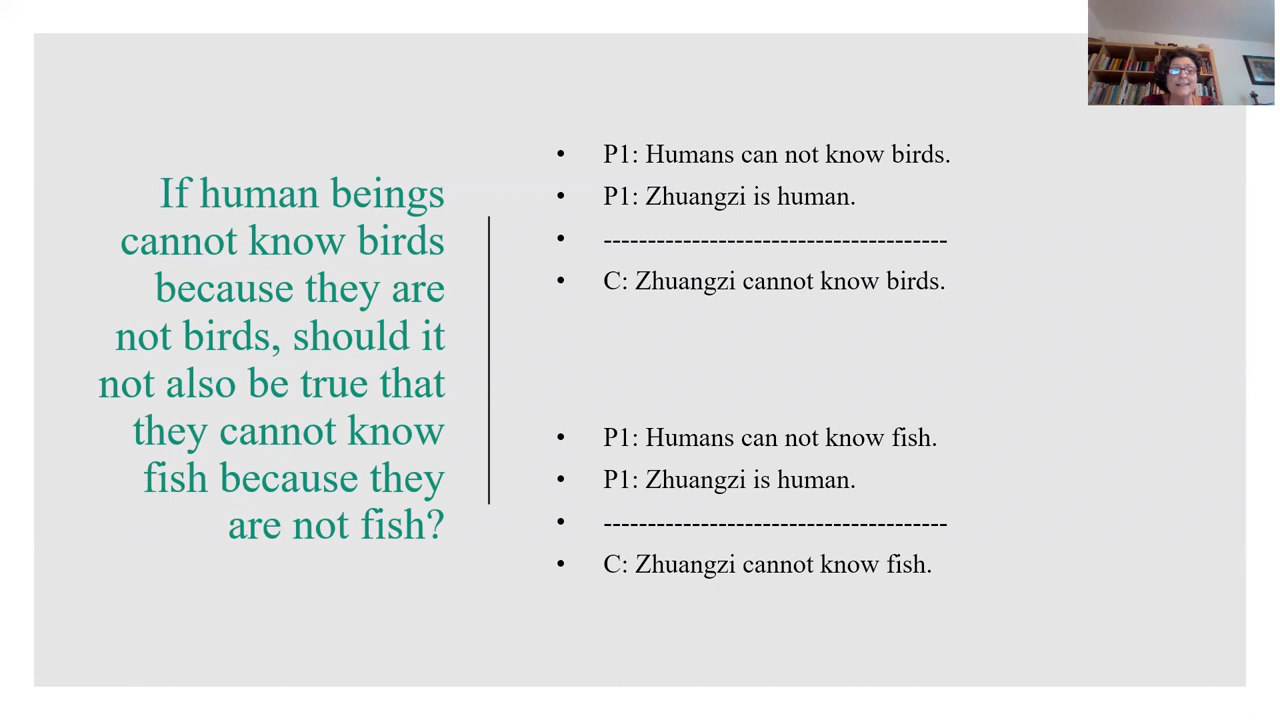 If human beings
cannot know birds
because they are
not birds, should it
not also be true that
they cannot know
fish because they
are not fish?
• P1: Humans can not know birds.
• P1: Zhuangzi is human.
• ---------------------------------------
• C: Zhuangzi cannot know birds.
• P1: Humans can not know fish.
• P1: Zhuangzi is human.
• ---------------------------------------
• C: Zhuangzi cannot know fish.